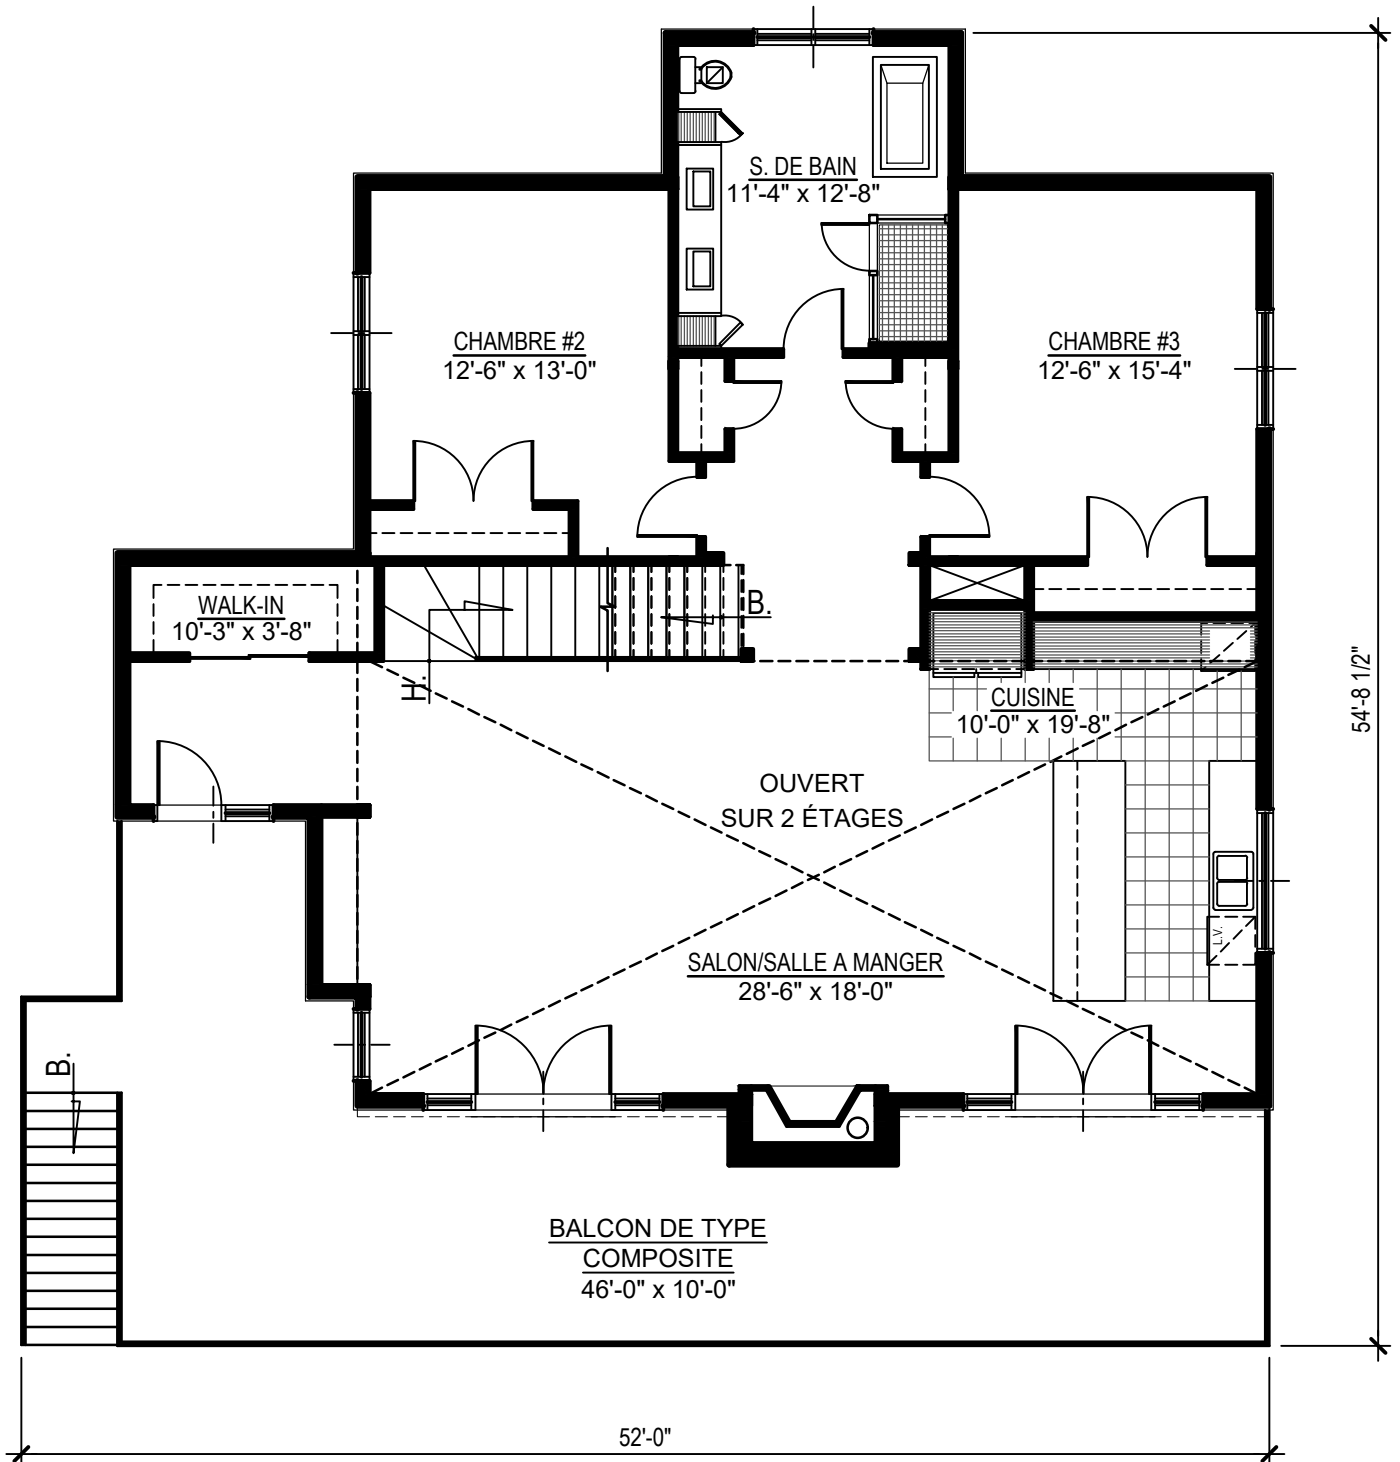 S. DE BAIN
11'-4" x 12'-8"
CHAMBRE #2
12'-6" x 13'-0"
CHAMBRE #3
12'-6" x 15'-4"
WALK-IN
10'-3" x 3'-8"
B.
H.
CUISINE
10'-0" x 19'-8"
54'-8 1/2"
OUVERT
SUR 2 ÉTAGES
L.V.
SALON/SALLE A MANGER
28'-6" x 18'-0"
B.
BALCON DE TYPE
COMPOSITE
46'-0" x 10'-0"
52'-0"